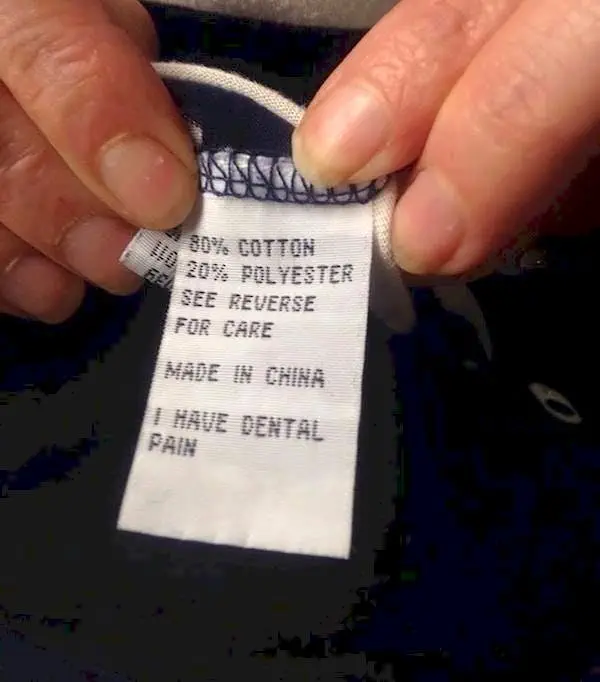 80% COTTON
20% POLYESTER
SEE REVERSE
FOR CARE
MADE IN CHINA
I HAVE DENTAL
PAIN